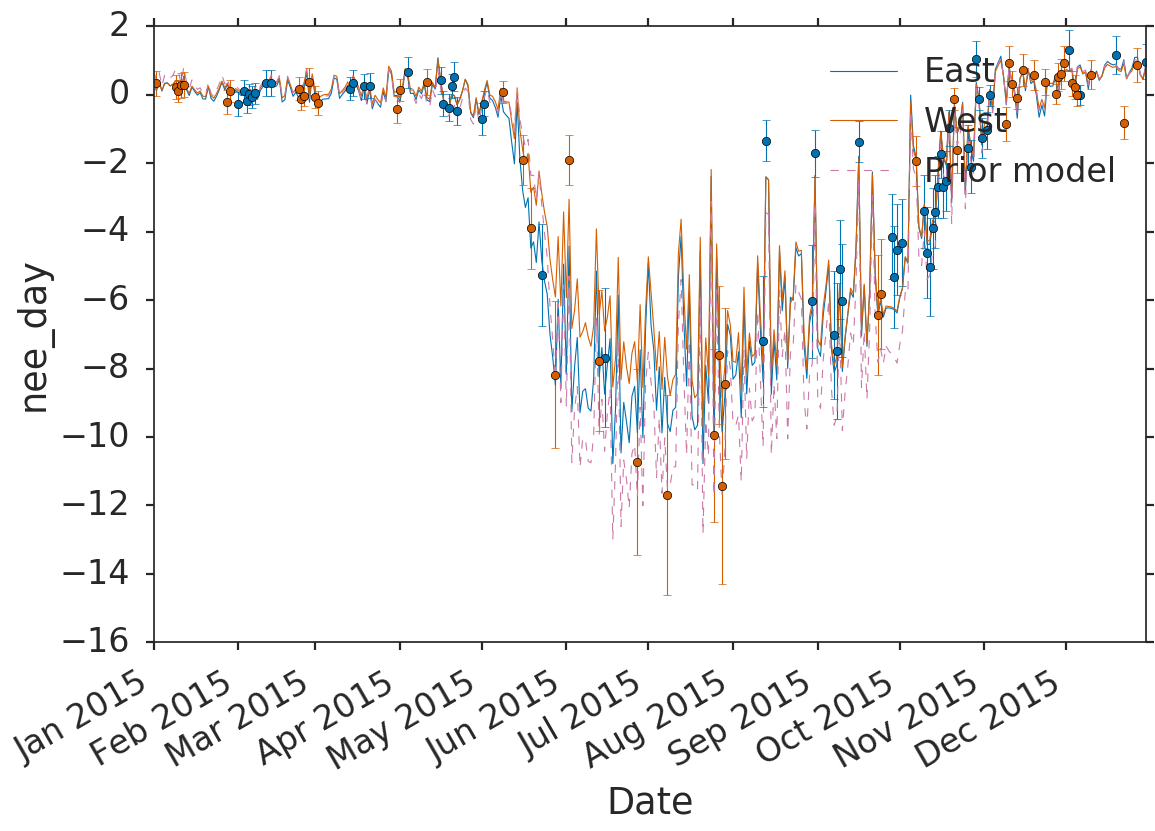 2
0
−2
−4
−6
−8
−10
−12
−14
−16
nee_day
East
West
Prior model
Jan 2015
Feb 2015
Mar 2015
Apr 2015
May 2015
Jun 2015
Jul 2015
Aug 2015
Sep 2015
Oct 2015
Nov 2015
Dec 2015
Date